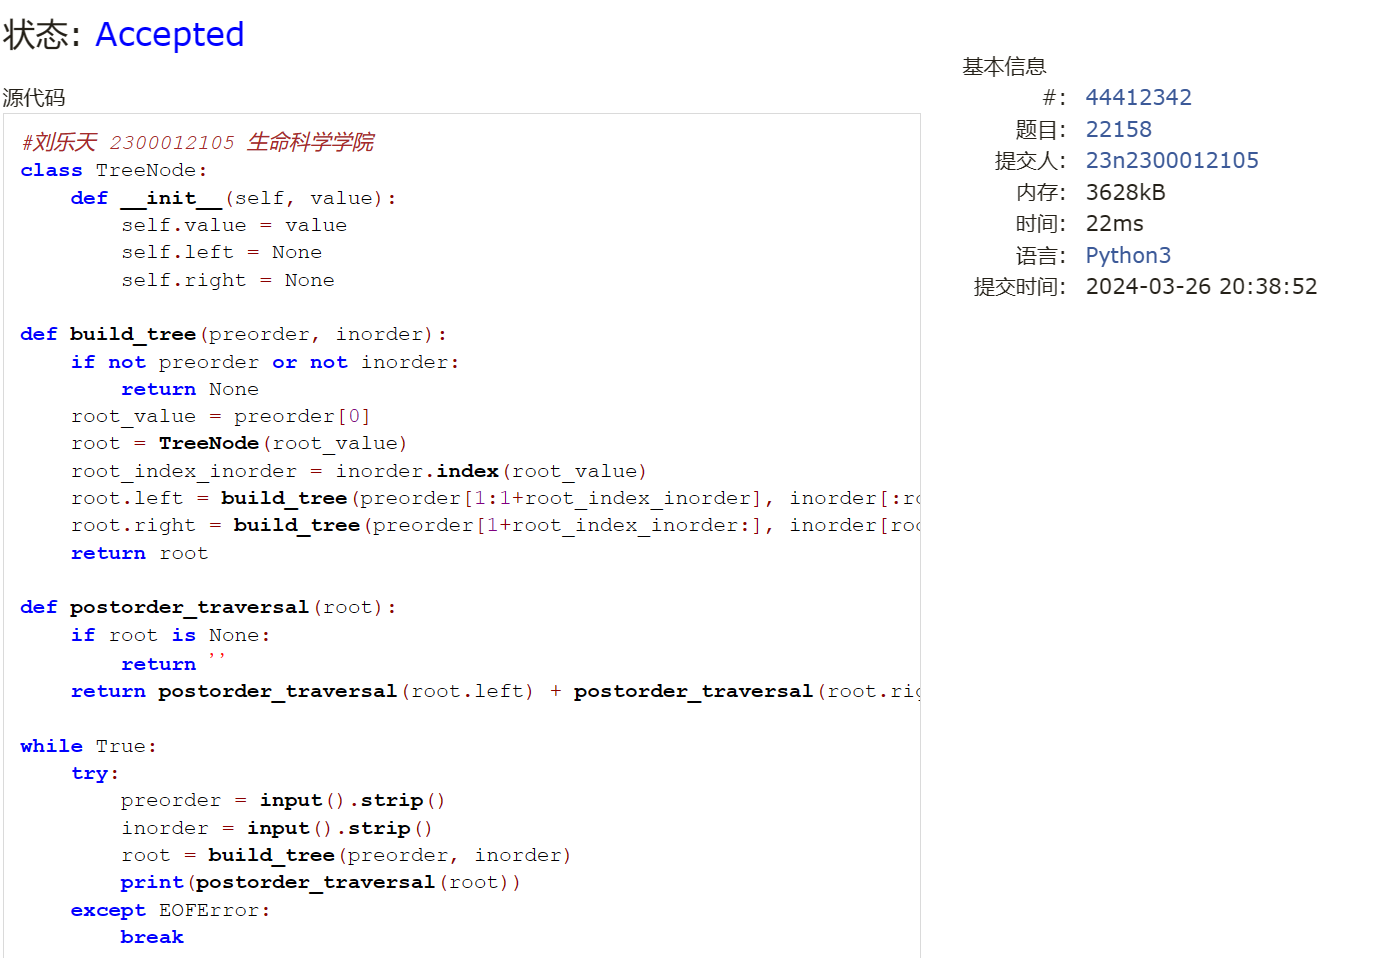 状态: Accepted
源代码
#刘乐天 2300012105 生命科学学院
class TreeNode:
    def __init__(self, value):
        self.value = value
        self.left = None
        self.right = None

def build_tree(preorder, inorder):
    if not preorder or not inorder:
        return None
    root_value = preorder[0]
    root = TreeNode(root_value)
    root_index_inorder = inorder.index(root_value)
    root.left = build_tree(preorder[1:1+root_index_inorder], inorder[:ro
    root.right = build_tree(preorder[1+root_index_inorder:], inorder[roo
    return root

def postorder_traversal(root):
    if root is None:
        return ''
    return postorder_traversal(root.left) + postorder_traversal(root.rig

while True:
    try:
        preorder = input().strip()
        inorder = input().strip()
        root = build_tree(preorder, inorder)
        print(postorder_traversal(root))
    except EOFError:
        break
基本信息
#: 44412342
题目: 22158
提交人: 23n2300012105
内存: 3628kB
时间: 22ms
语言: Python3
提交时间: 2024-03-26 20:38:52